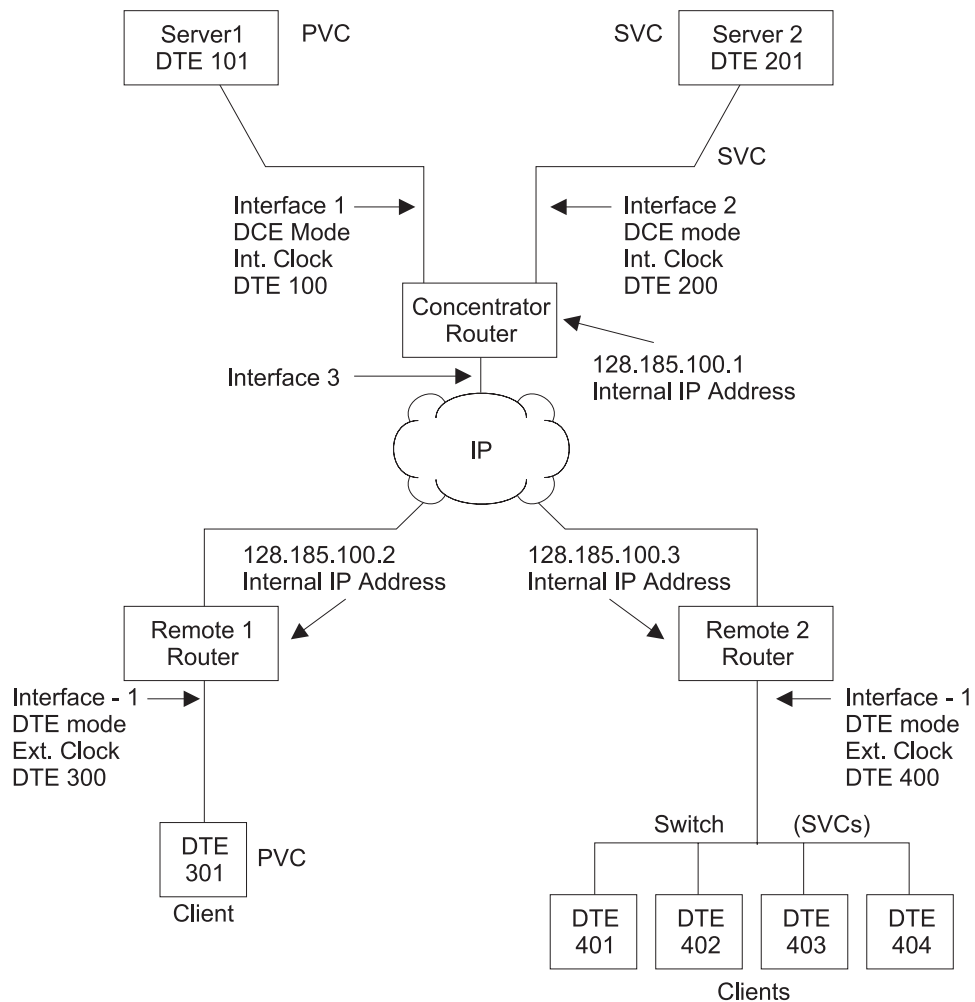 Server1
DTE 101
PVC
SVC
Server 2
DTE 201
SVC
Interface 1
DCE Mode
Int. Clock
DTE 100
Interface 2
DCE mode
Int. Clock
DTE 200
Concentrator
Router
128.185.100.1
Internal IP Address
Interface 3
IP
128.185.100.2
Internal IP Address
128.185.100.3
Internal IP Address
Remote 1
Router
Remote 2
Router
Interface - 1
DTE mode
Ext. Clock
DTE 300
Interface - 1
DTE mode
Ext. Clock
DTE 400
Switch
(SVCs)
DTE
301
PVC
Client
DTE
401
DTE
402
DTE
403
DTE
404
Clients